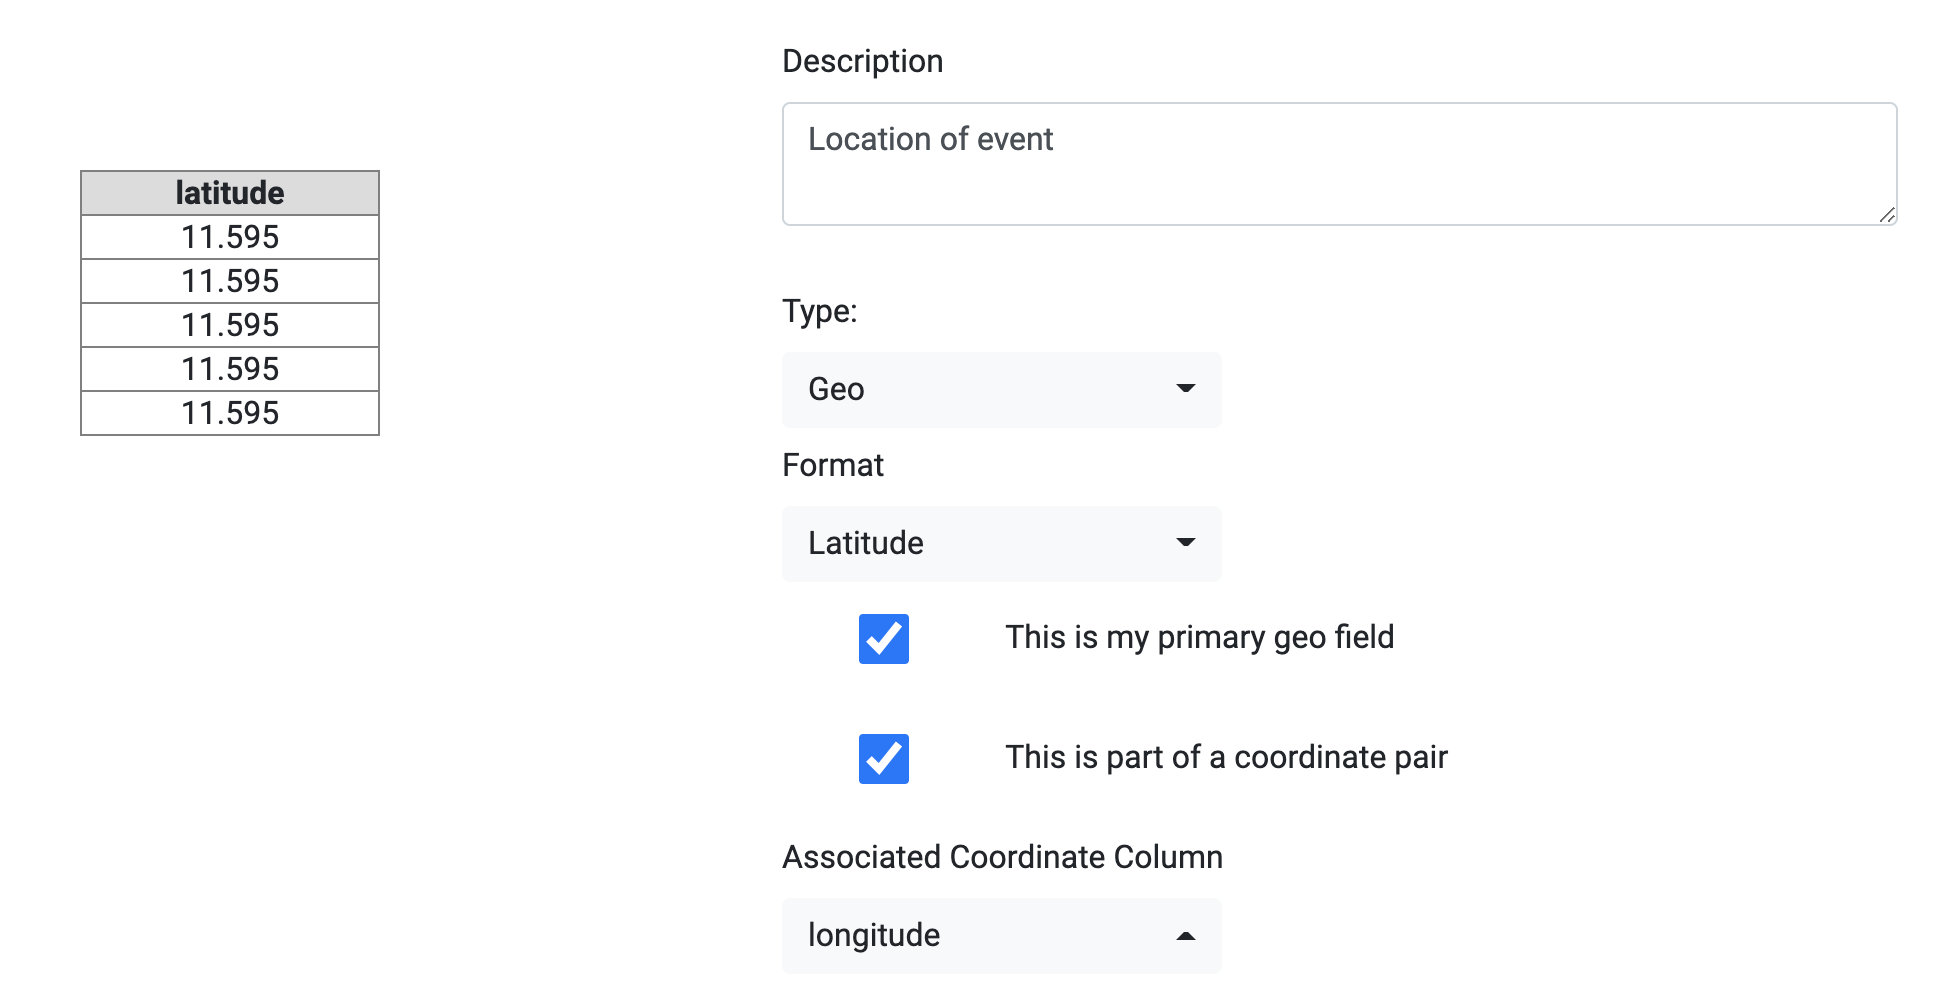 latitude
11.595
11.595
11.595
11.595
11.595
Description
Location of event
Type:
Geo
Format
Latitude
This is my primary geo field
This is part of a coordinate pair
Associated Coordinate Column
longitude